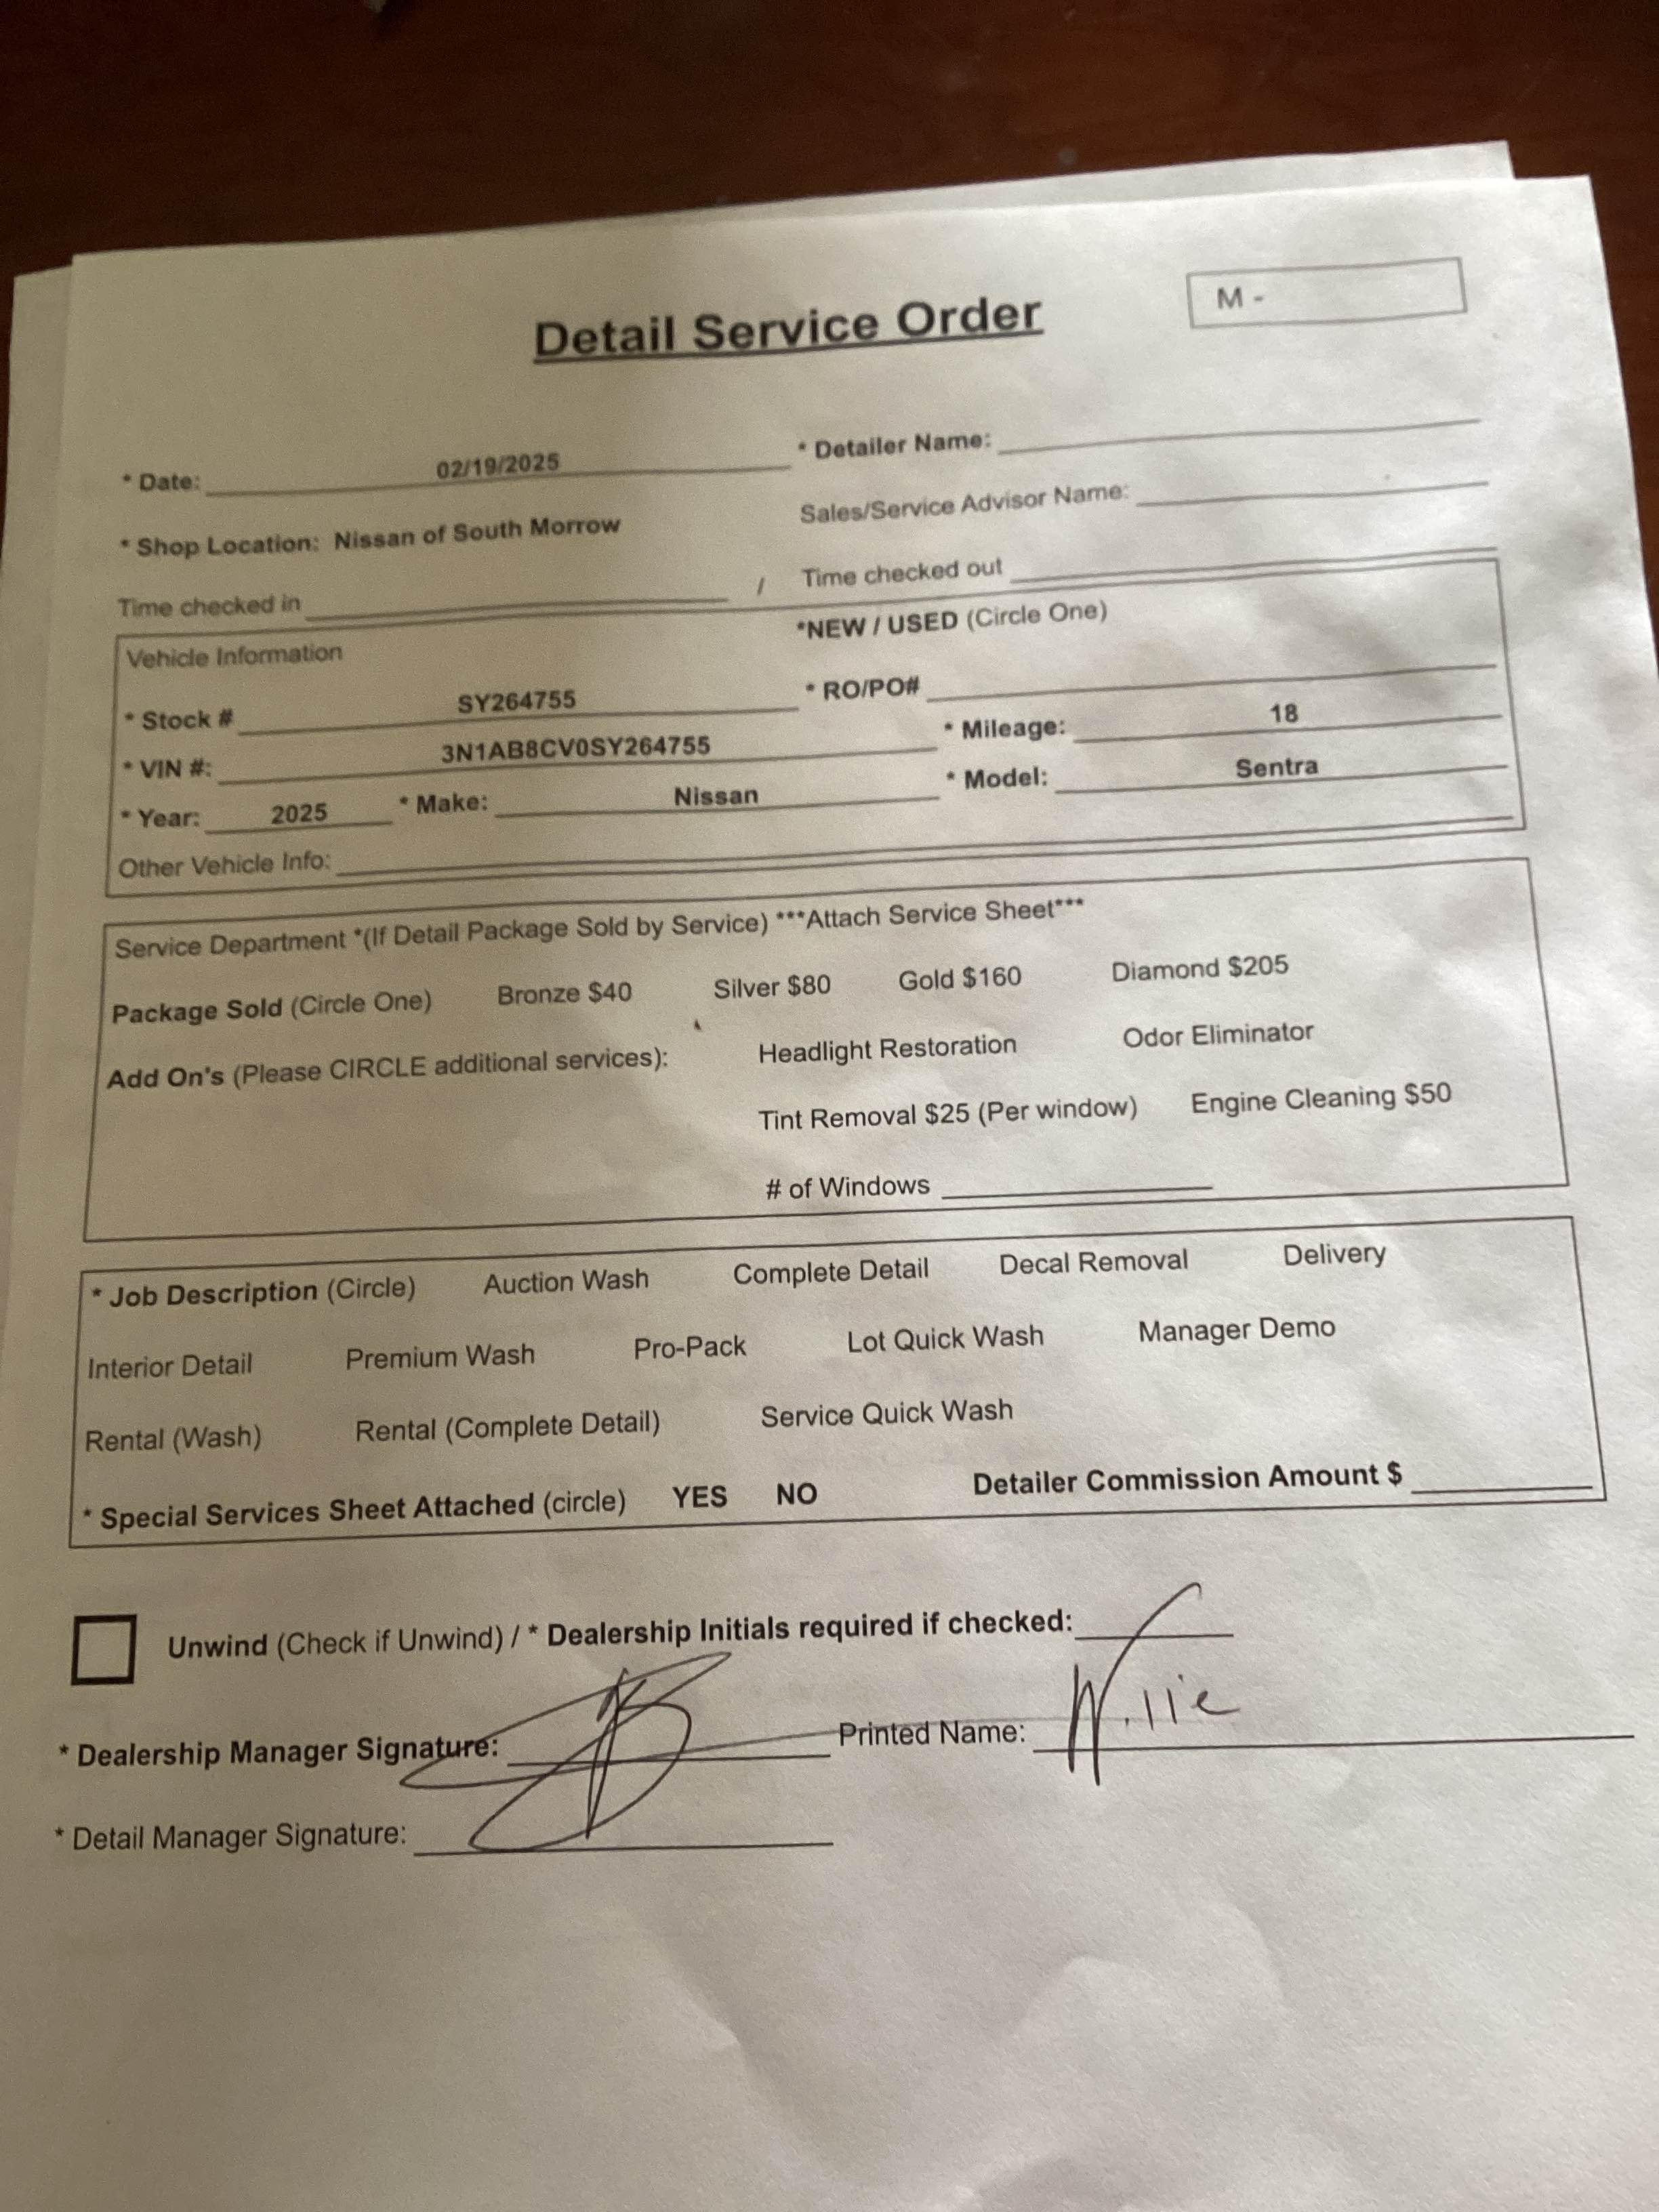 Detail Service Order
M -
* Date: 02/19/2025 * Detailer Name:
* Shop Location: Nissan of South Morrow Sales/Service Advisor Name:
Time checked in / Time checked out
Vehicle Information *NEW / USED (Circle One)
* Stock # SY264755 * RO/PO#
* VIN #: 3N1AB8CV0SY264755 * Mileage: 18
* Year: 2025 * Make: Nissan * Model: Sentra
Other Vehicle Info:
Service Department *(If Detail Package Sold by Service) ***Attach Service Sheet***
Package Sold (Circle One) Bronze $40 Silver $80 Gold $160 Diamond $205
Add On's (Please CIRCLE additional services): Headlight Restoration Odor Eliminator
Tint Removal $25 (Per window) Engine Cleaning $50
# of Windows
* Job Description (Circle) Auction Wash Complete Detail Decal Removal Delivery
Interior Detail Premium Wash Pro-Pack Lot Quick Wash Manager Demo
Rental (Wash) Rental (Complete Detail) Service Quick Wash
* Special Services Sheet Attached (circle) YES NO Detailer Commission Amount $
Unwind (Check if Unwind) / * Dealership Initials required if checked:
* Dealership Manager Signature: Printed Name: Willie
* Detail Manager Signature: